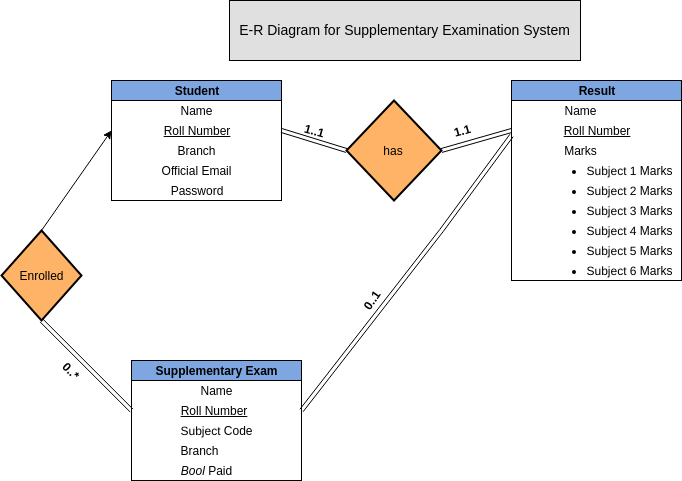 E-R Diagram for Supplementary Examination System
Student
Name
Roll Number
Branch
Official Email
Password
1..1
has
1.1
Result
Name
Roll Number
Marks
• Subject 1 Marks
• Subject 2 Marks
• Subject 3 Marks
• Subject 4 Marks
• Subject 5 Marks
• Subject 6 Marks
Enrolled
0..*
0..1
Supplementary Exam
Name
Roll Number
Subject Code
Branch
Bool Paid